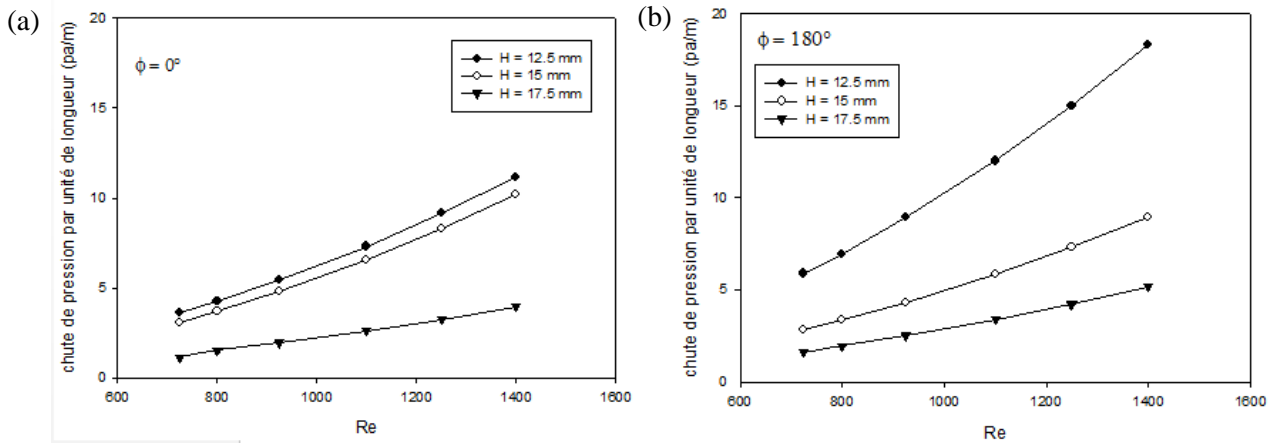 (a)
chute de pression par unité de longueur (pa/m)
20
15
10
5
0
ϕ = 0°
H = 12.5 mm
H = 15 mm
H = 17.5 mm
600 800 1000 1200 1400 1600
Re
(b)
chute de pression par unité de longueur (pa/m)
20
15
10
5
0
ϕ = 180°
H = 12.5 mm
H = 15 mm
H = 17.5 mm
600 800 1000 1200 1400 1600
Re